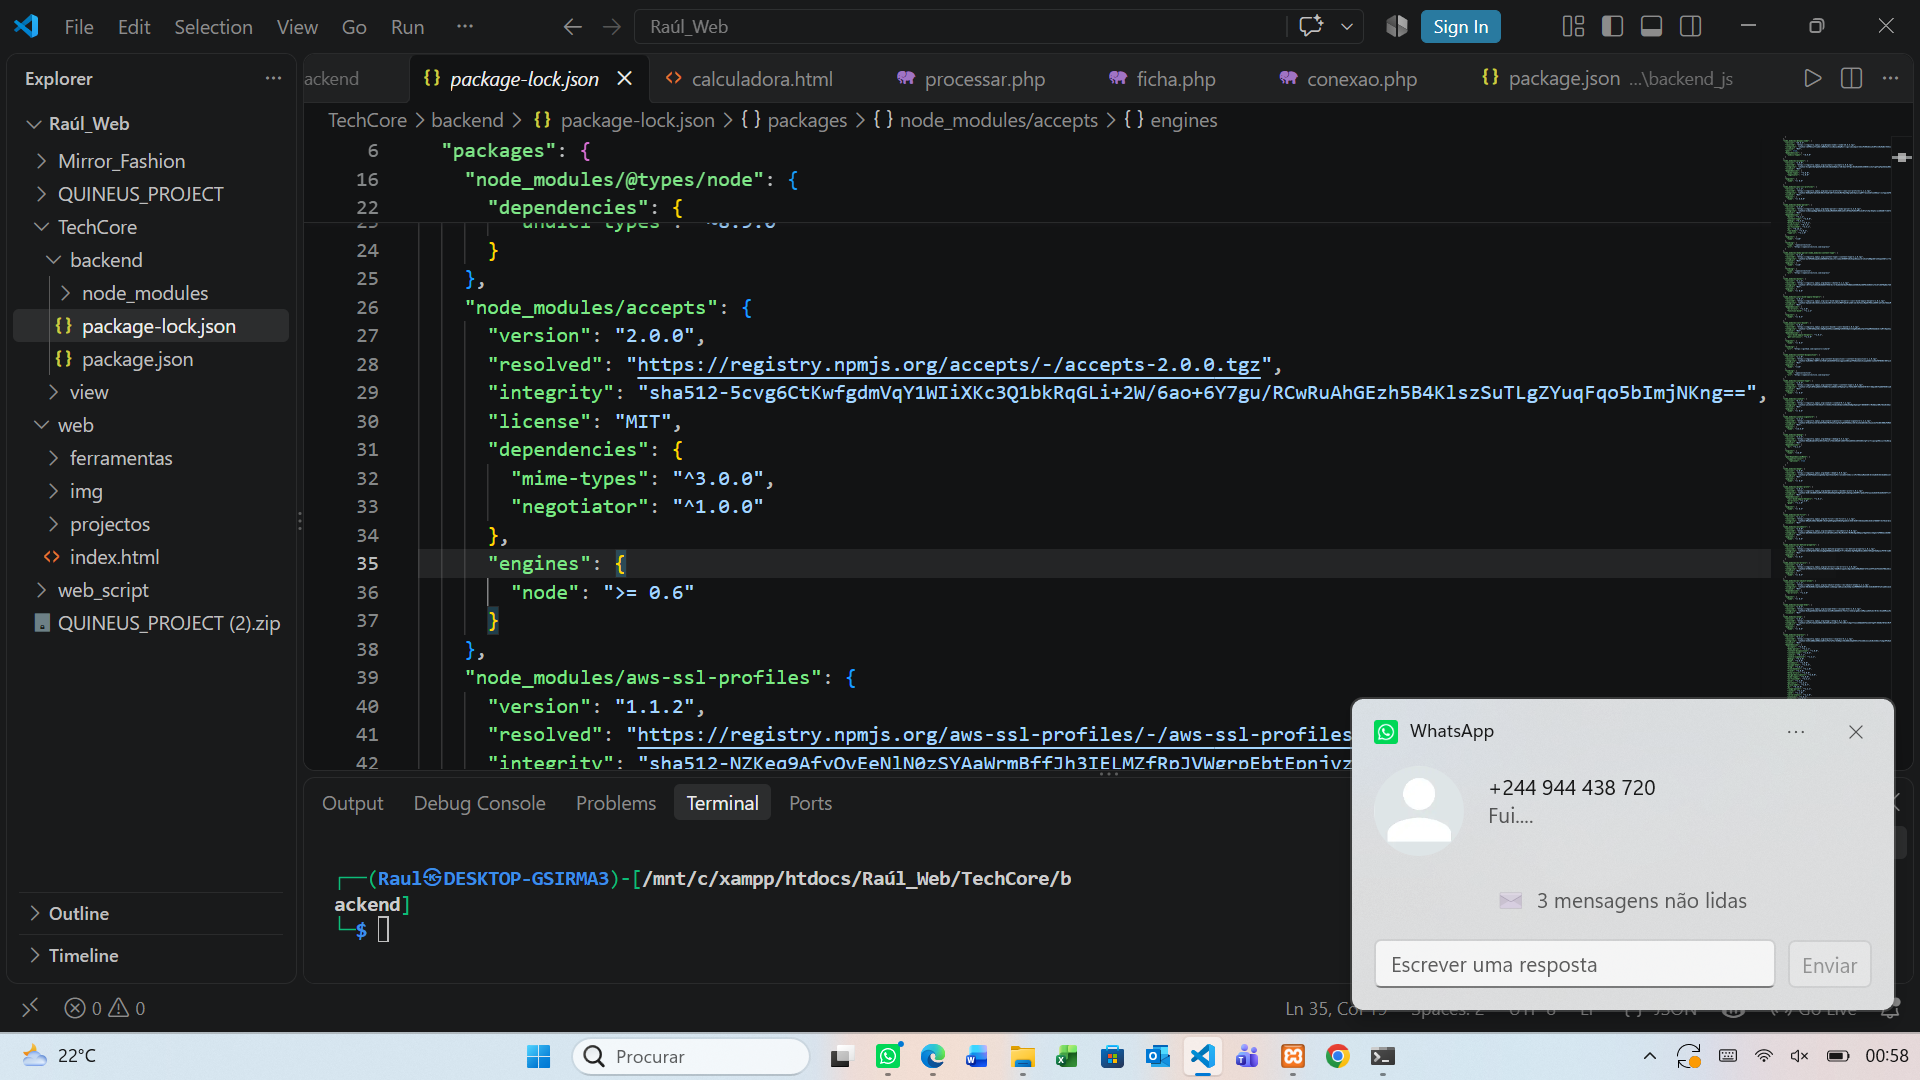 File Edit Selection View Go Run ··· Raúl_Web Sign In
Explorer ···
ackend package-lock.json calculadora.html processar.php ficha.php conexao.php package.json ...\backend_js
TechCore > backend > {} package-lock.json > {} packages > {} node_modules/accepts > {} engines
Raúl_Web
Mirror_Fashion
QUINEUS_PROJECT
TechCore
backend
node_modules
package-lock.json
package.json
view
web
ferramentas
img
projectos
index.html
web_script
QUINEUS_PROJECT (2).zip
Outline
Timeline
6 "packages": {
16 "node_modules/@types/node": {
22 "dependencies": {
24 }
25 },
26 "node_modules/accepts": {
27 "version": "2.0.0",
28 "resolved": "https://registry.npmjs.org/accepts/-/accepts-2.0.0.tgz",
29 "integrity": "sha512-5cvg6CtKwfgdmVqY1WIiXKc3Q1bkRqGLi+2W/6ao+6Y7gu/RCwRuAhGEzh5B4KlszSuTLgZYuqFqo5bImjNKng==",
30 "license": "MIT",
31 "dependencies": {
32 "mime-types": "^3.0.0",
33 "negotiator": "^1.0.0"
34 },
35 "engines": {
36 "node": ">= 0.6"
37 }
38 },
39 "node_modules/aws-ssl-profiles": {
40 "version": "1.1.2",
41 "resolved": "https://registry.npmjs.org/aws-ssl-profiles/-/aws-ssl-profiles
42 "integrity":
Output Debug Console Problems Terminal Ports
┌──(Raul㉿DESKTOP-GSIRMA3)-[/mnt/c/xampp/htdocs/Raúl_Web/TechCore/b
ackend]
└─$
WhatsApp ···
+244 944 438 720
Fui....
3 mensagens não lidas
Escrever uma resposta Enviar
0 0
22°C Procurar 00:58